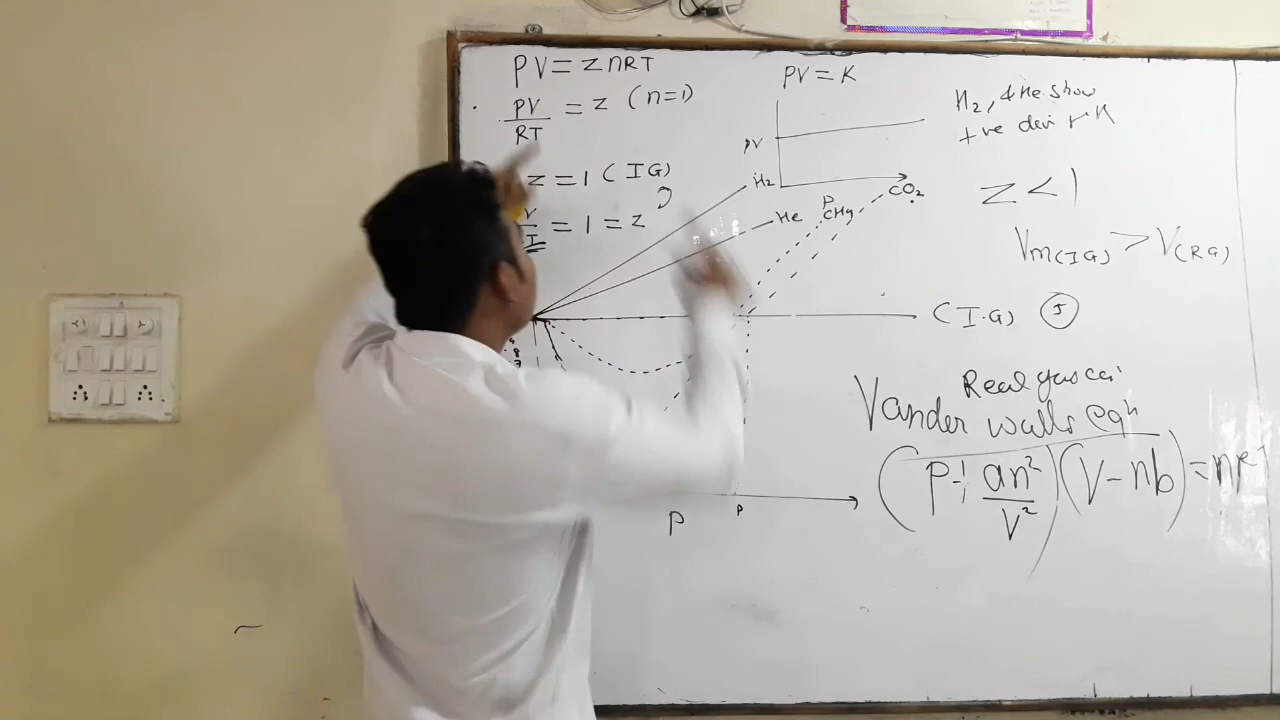 PV = ZnRT
PV/RT = Z (n=1)
Z = 1 (IG)
= 1 = Z
PV = K
PV
P
H2, & He show
+ve devi
Z < 1
Vm(IG) > V(RG)
H2
He
CH4
CO2
(I.G) I
Real gas
Vander walls eqn
(P + an²/V²)(V - nb) = nR
P
P